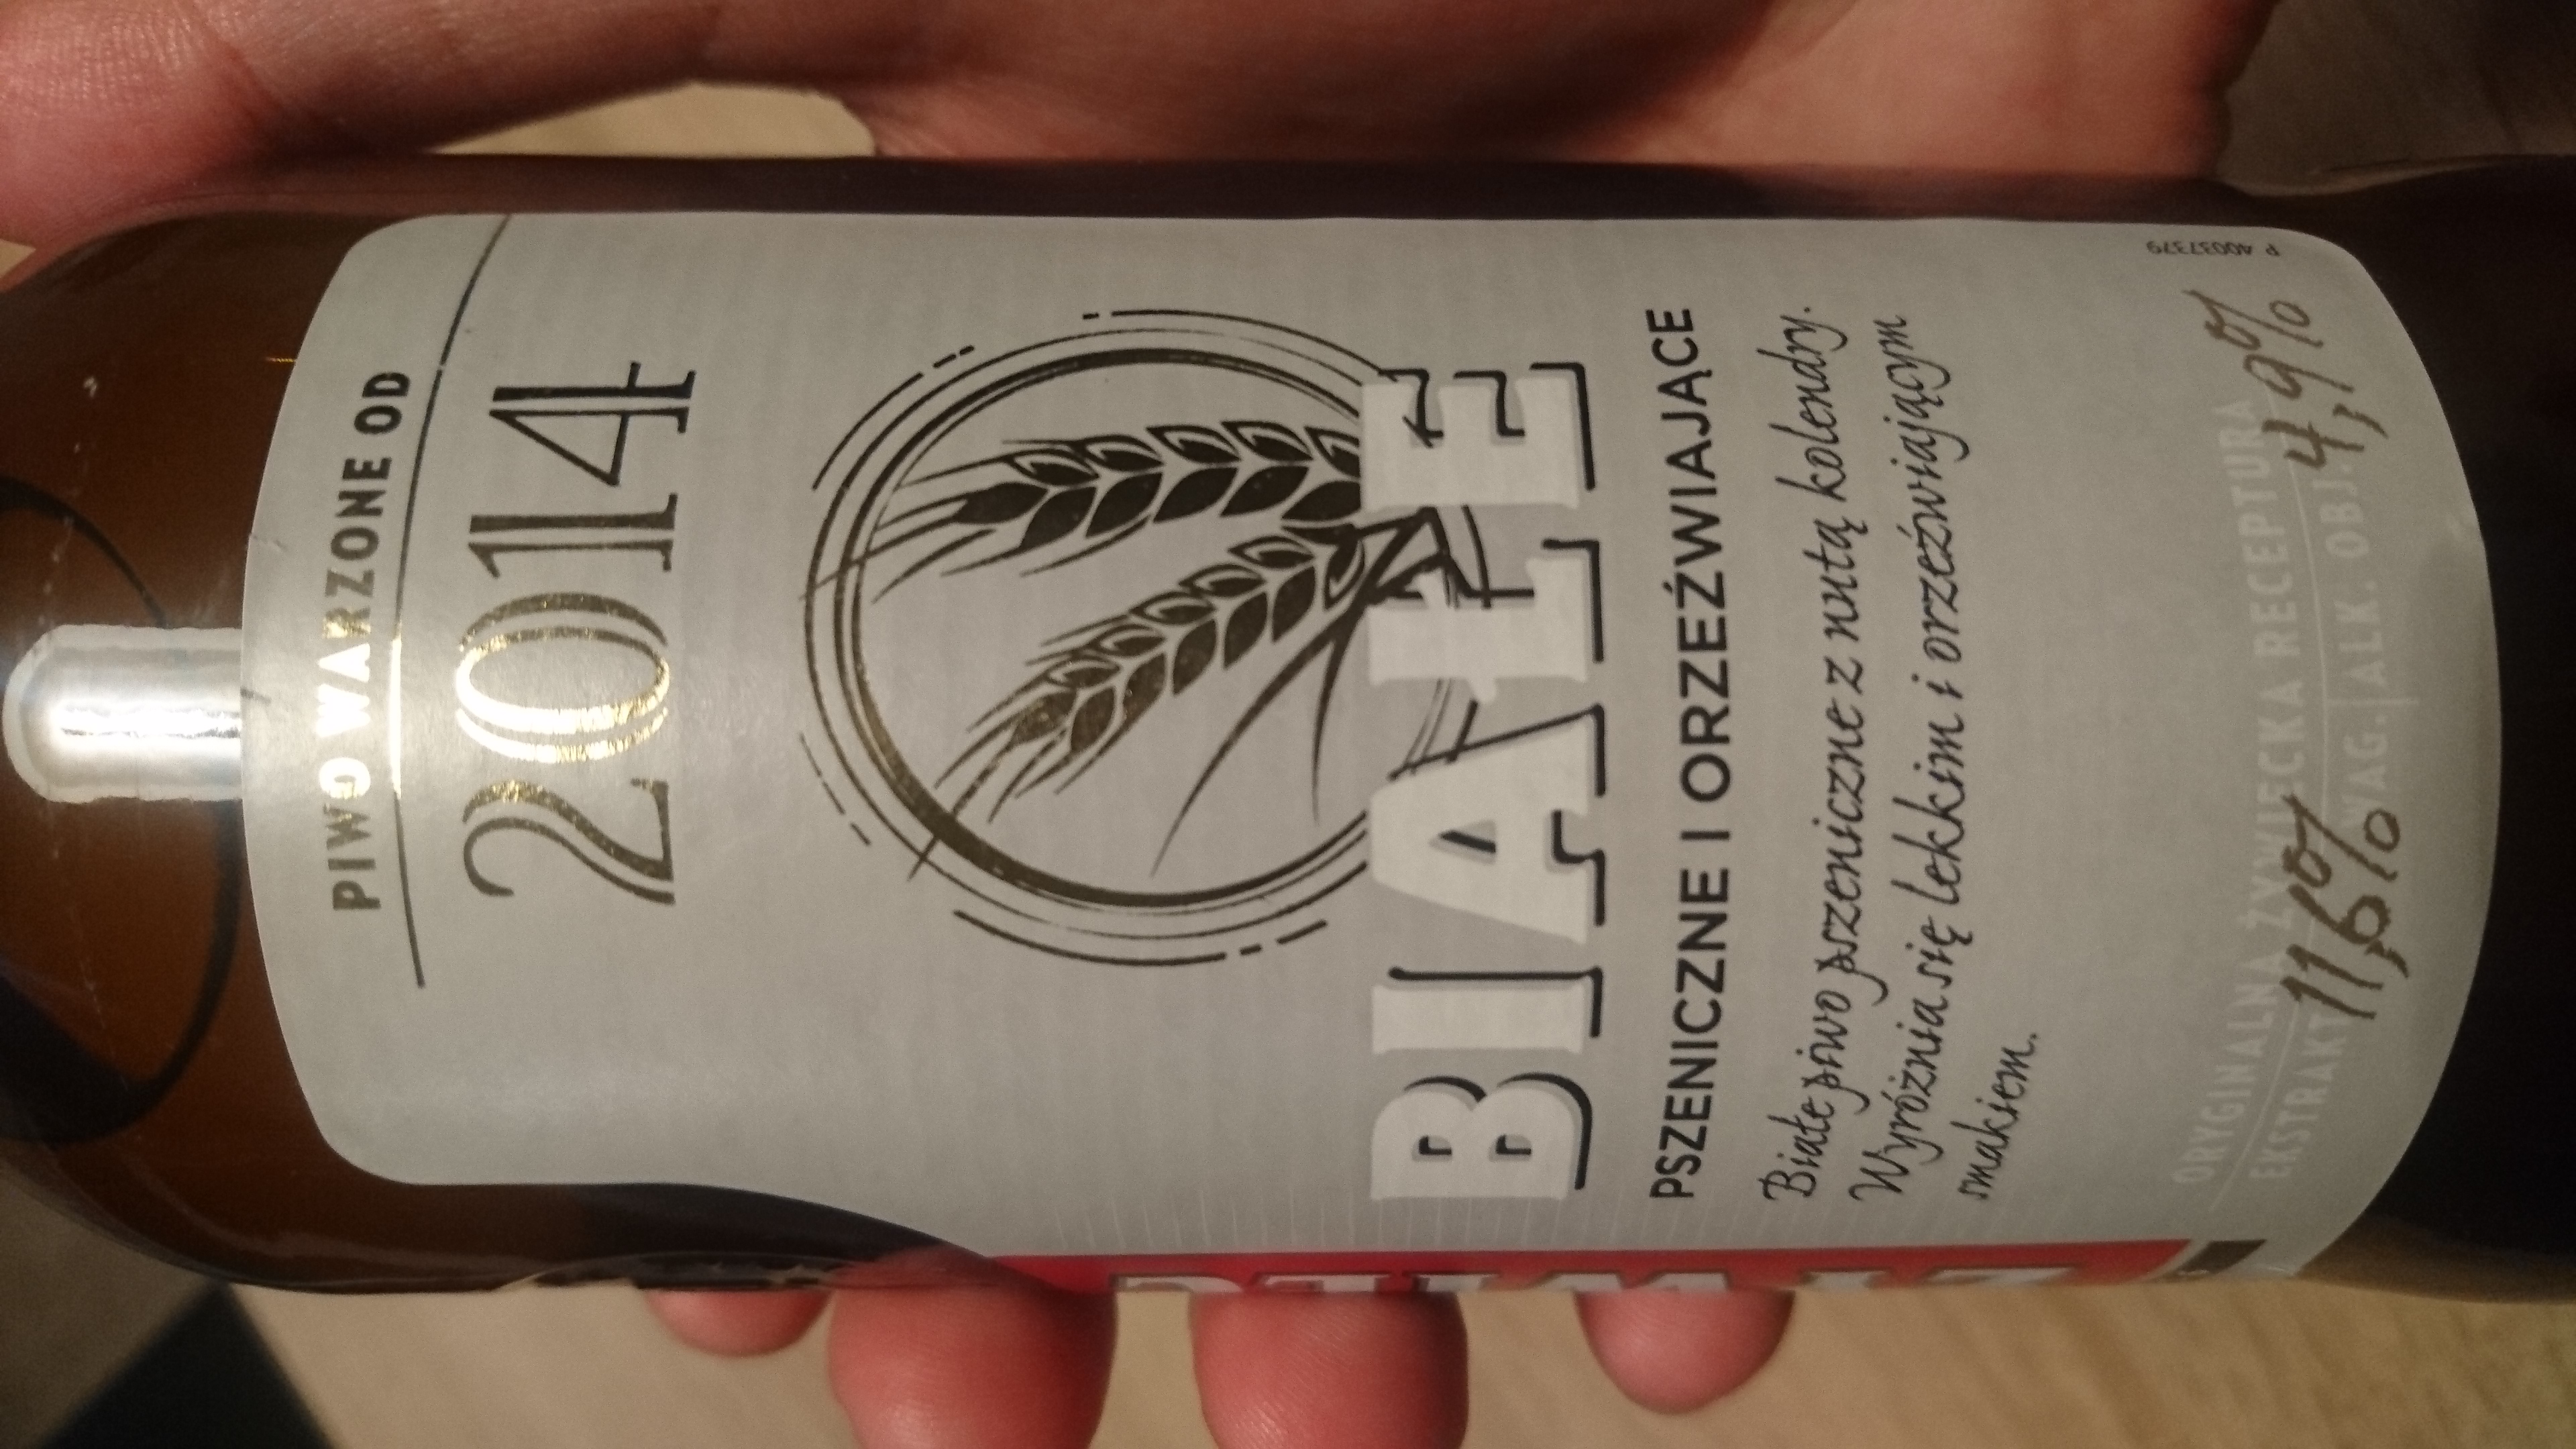 PIWO WARZONE OD
2014
BIAŁE
PSZENICZNE I ORZEŹWIAJĄCE
Białe piwo pszeniczne z nutą kolendry.
Wyróżnia się lekkim i orzeźwiającym
smakiem.
ORYGINALNA ŻYWIECKA RECEPTURA
EKSTRAKT 11,6% WAG. ALK. OBJ. 4,9%